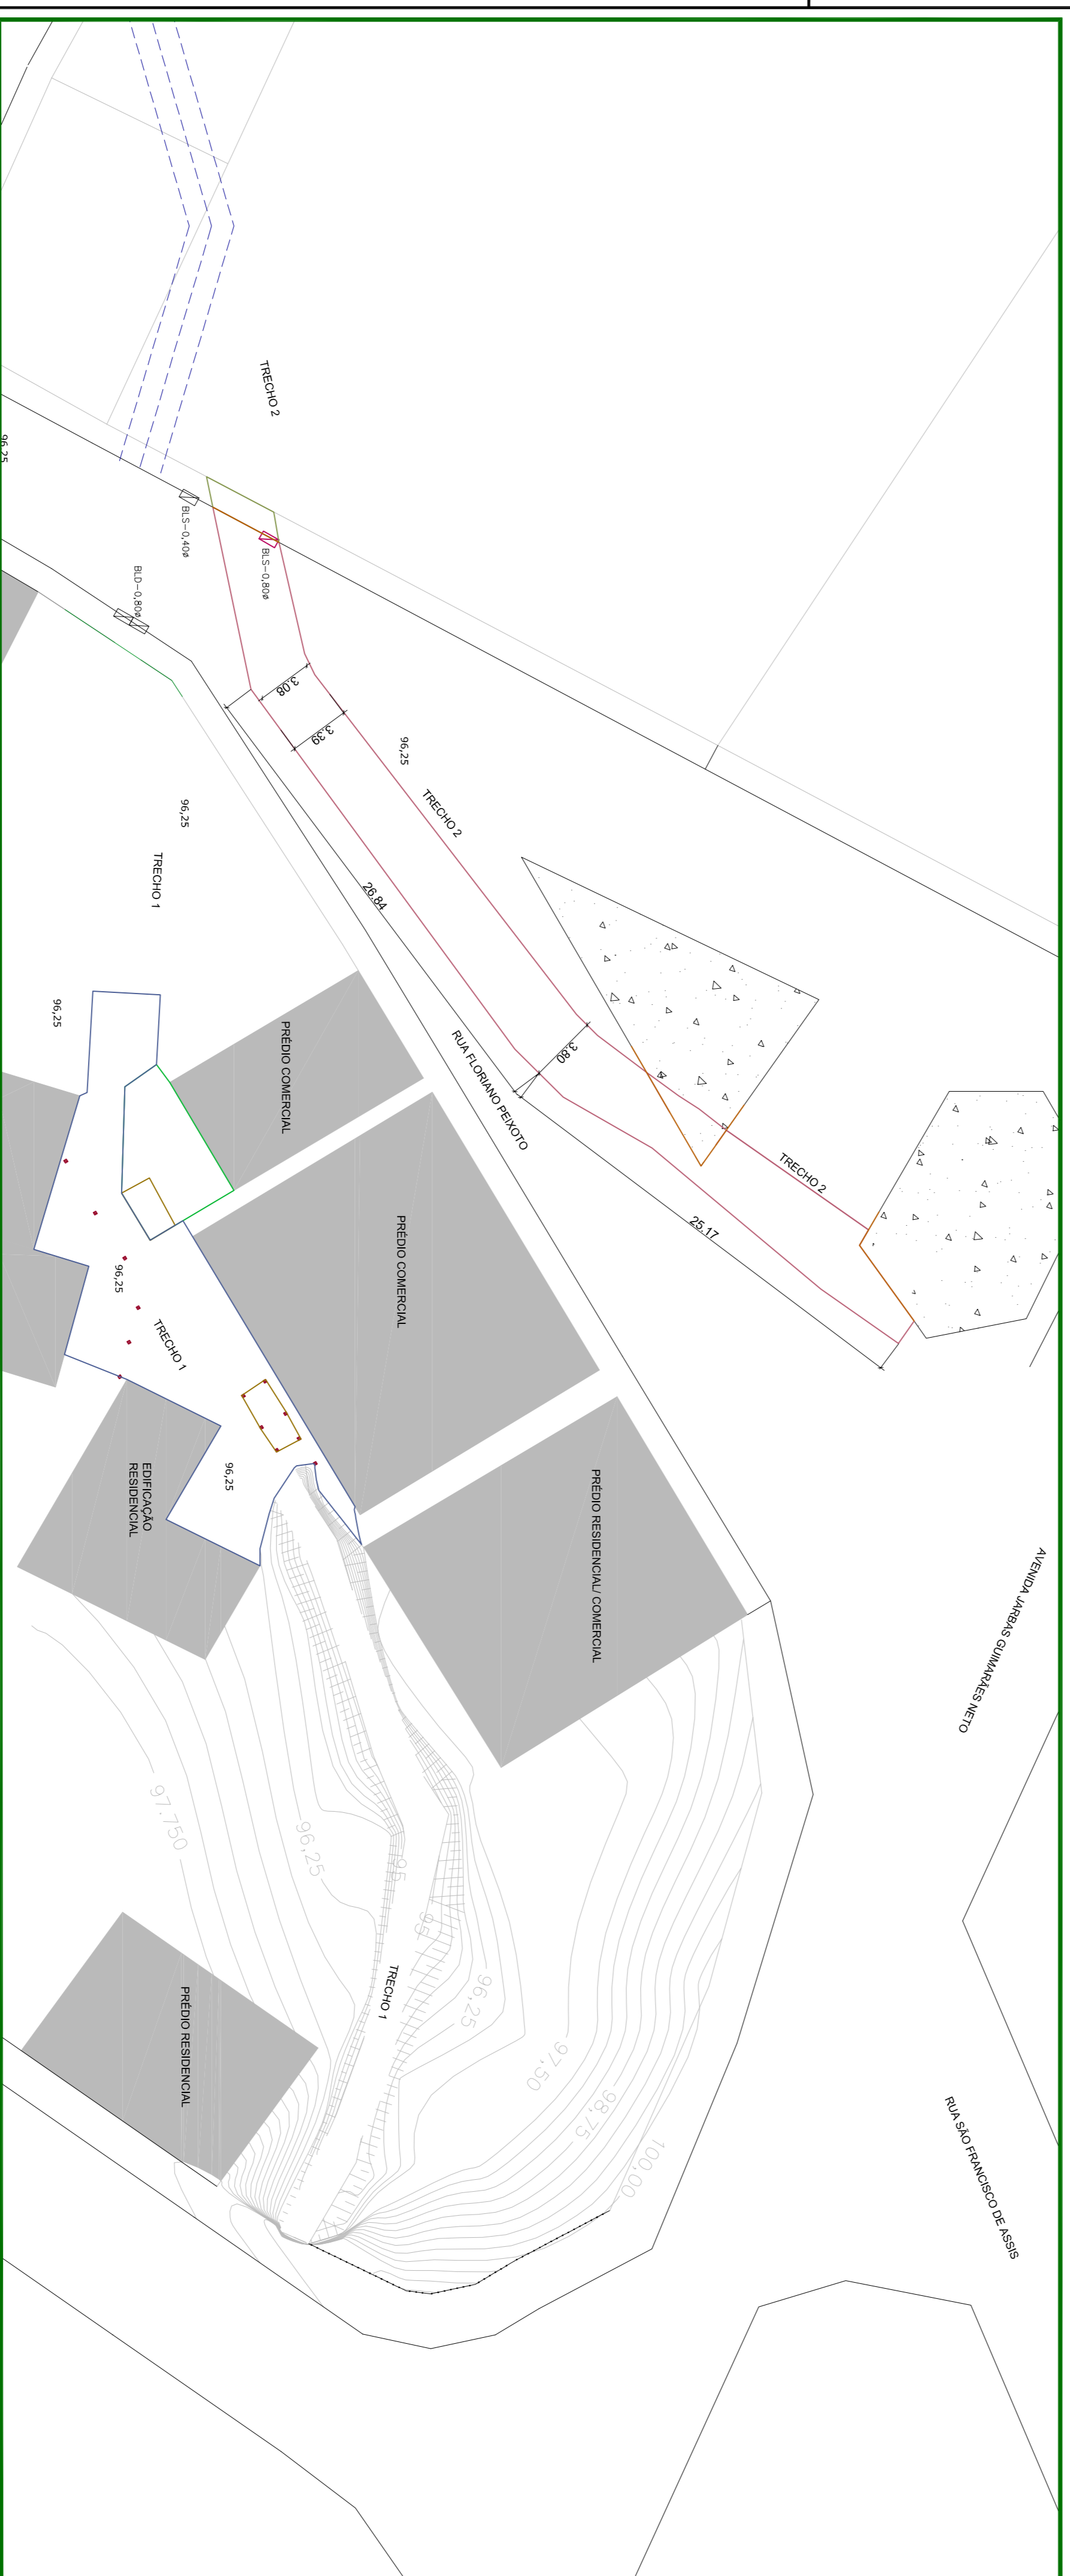 TRECHO 2
96,25
BLS-0,40ø
BLS-0,80ø
BLD-0,80ø
3.08
3.39
96,25
TRECHO 2
96,25
TRECHO 1
26.84
96,25
PRÉDIO COMERCIAL
RUA FLORIANO PEIXOTO
3.80
TRECHO 2
25.17
PRÉDIO COMERCIAL
96,25
TRECHO 1
EDIFICAÇÃO
RESIDENCIAL
96,25
PRÉDIO RESIDENCIAL/ COMERCIAL
AVENIDA JARBAS GUIMARÃES NETO
97.750
96,25
95
95
TRECHO 1
96,25
97,50
98,75
100,00
PRÉDIO RESIDENCIAL
RUA SÃO FRANCISCO DE ASSIS